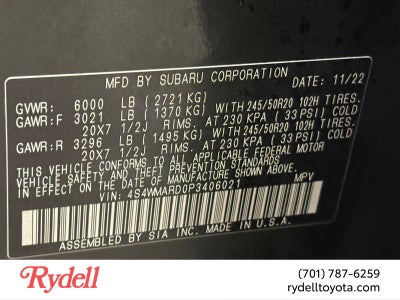 MFD BY SUBARU CORPORATION DATE: 11/22
GVWR: 6000 LB (2721 KG)
GAWR:F 3021 LB (1370 KG) WITH 245/50R20 102H TIRES.
20X7 1/2J RIMS, AT 230 KPA (33 PSI) COLD
GAWR:R 3296 LB (1495 KG) WITH 245/50R20 102H TIRES.
20X7 1/2J RIMS, AT 230 KPA (33 PSI) COLD
THIS VEHICLE CONFORMS TO ALL APPLICABLE FEDERAL MOTOR
VEHICLE SAFETY AND THEFT PREVENTION STANDARDS
IN EFFECT ON THE DATE OF MANUFACTURE SHOWN ABOVE.
VIN: 4S4WMARD0P3406021 MPV
ASSEMBLED BY SIA INC. MADE IN U.S.A.
Rydell
(701) 787-6259
rydelltoyota.com